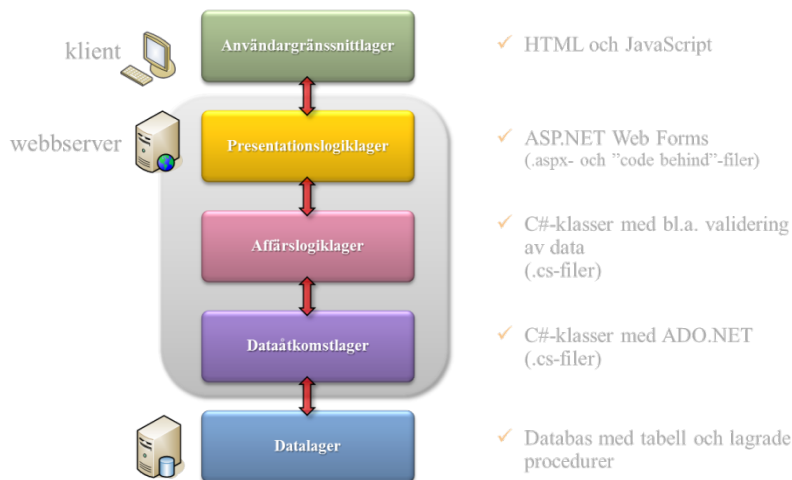 klient
Användargränssnittlager
HTML och JavaScript
webbserver
Presentationslogiklager
ASP.NET Web Forms
(.aspx- och ”code behind”-filer)
Affärslogiklager
C#-klasser med bl.a. validering
av data
(.cs-filer)
Dataåtkomstlager
C#-klasser med ADO.NET
(.cs-filer)
Datalager
Databas med tabell och lagrade
procedurer